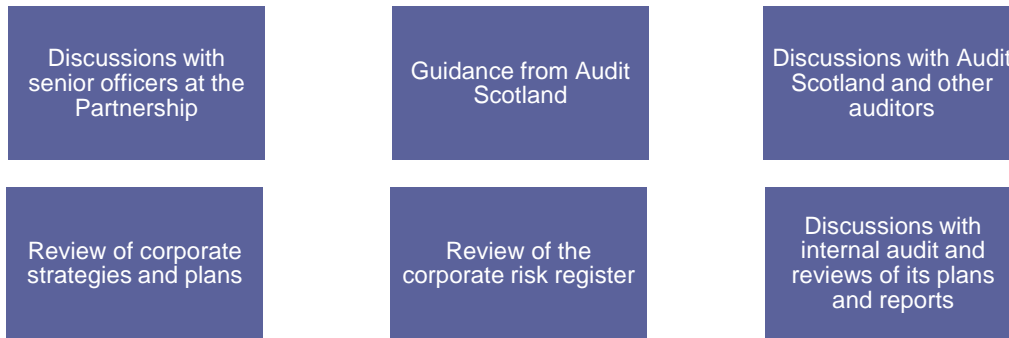 Discussions with
senior officers at the
Partnership
Guidance from Audit
Scotland
Discussions with Audit
Scotland and other
auditors
Review of corporate
strategies and plans
Review of the
corporate risk register
Discussions with
internal audit and
reviews of its plans
and reports